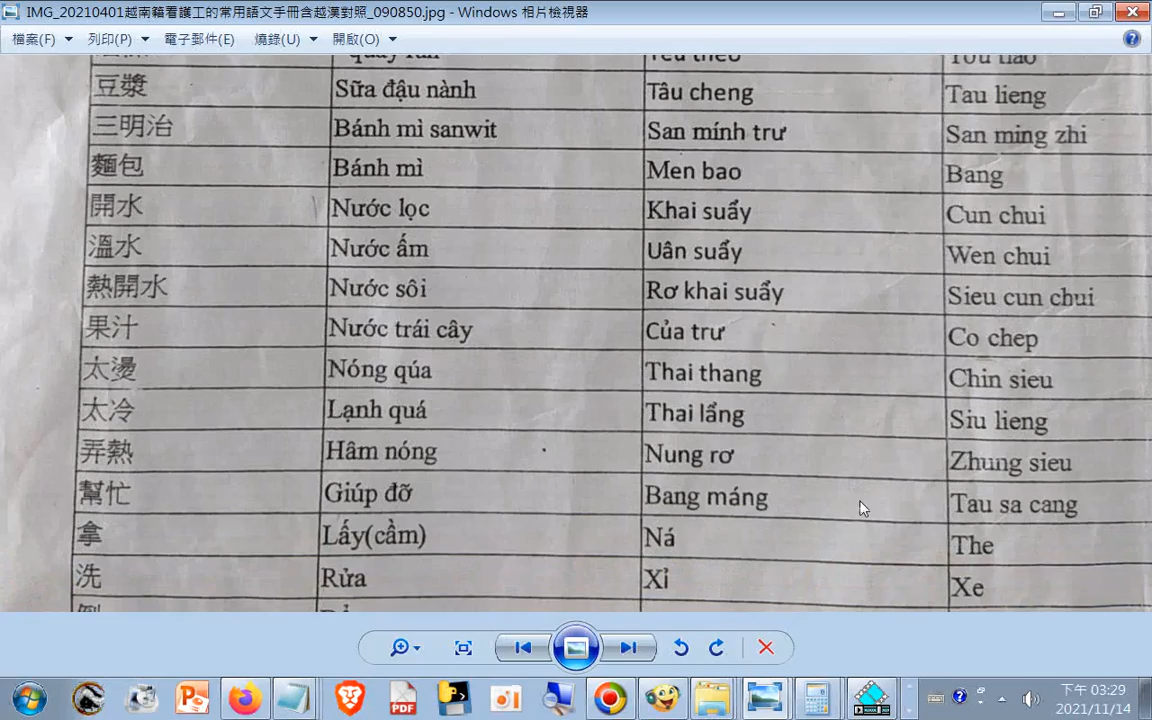 IMG_20210401越南籍看護工的常用語文手冊含越漢對照_090850.jpg - Windows 相片檢視器
檔案(F) 列印(P) 電子郵件(E) 燒錄(U) 開啟(O)
豆漿 Sữa đậu nành Tâu cheng Tau lieng
三明治 Bánh mì sanwit San mính trư San ming zhi
麵包 Bánh mì Men bao Bang
開水 Nước lọc Khai suẩy Cun chui
溫水 Nước ấm Uân suẩy Wen chui
熱開水 Nước sôi Rơ khai suẩy Sieu cun chui
果汁 Nước trái cây Của trư Co chep
太燙 Nóng qúa Thai thang Chin sieu
太冷 Lạnh quá Thai lẩng Siu lieng
弄熱 Hâm nóng Nung rơ Zhung sieu
幫忙 Giúp đỡ Bang máng Tau sa cang
拿 Lấy(cầm) Ná The
洗 Rửa Xỉ Xe
PDF
下午 03:29
2021/11/14